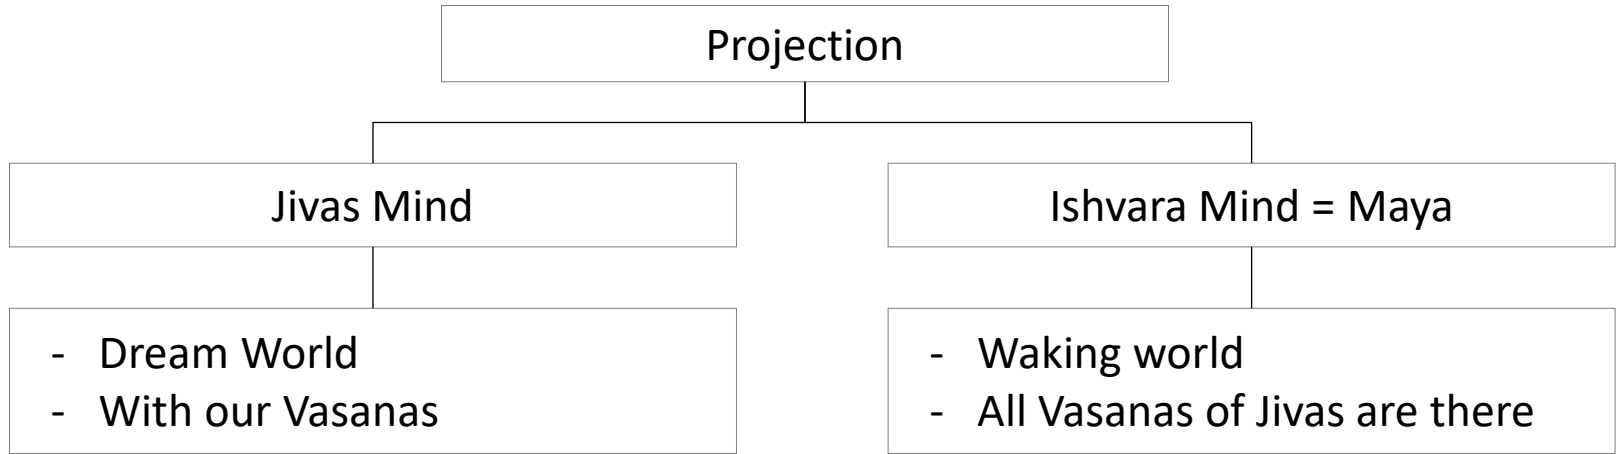 Projection
Jivas Mind
Ishvara Mind = Maya
- Dream World
- With our Vasanas
- Waking world
- All Vasanas of Jivas are there